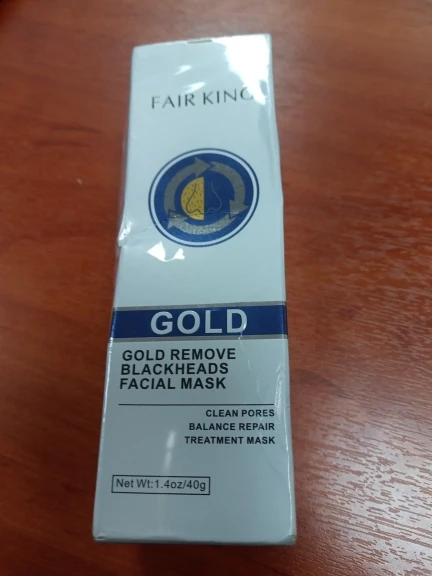 FAIR KING
GOLD
GOLD REMOVE
BLACKHEADS
FACIAL MASK
CLEAN PORES
BALANCE REPAIR
TREATMENT MASK
Net Wt:1.4oz/40g